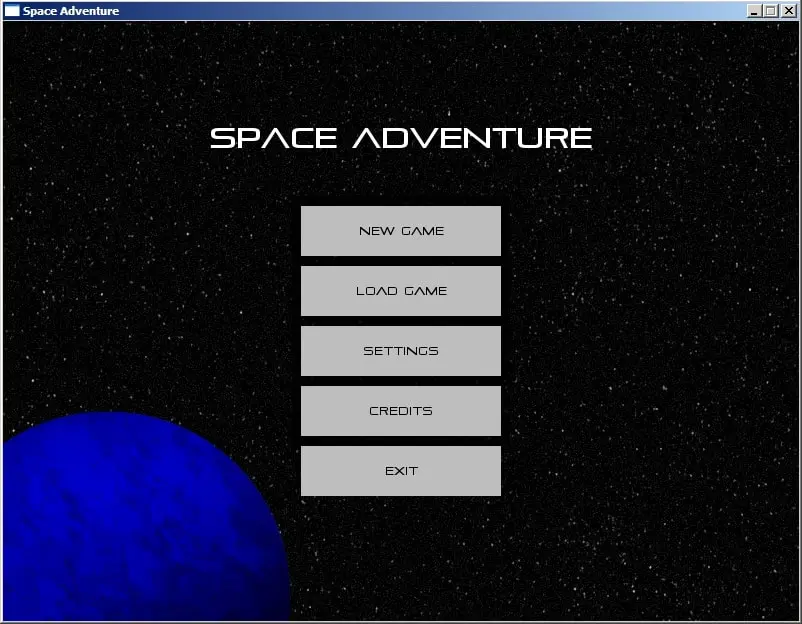 Space Adventure
SPACE ADVENTURE
NEW GAME
LOAD GAME
SETTINGS
CREDITS
EXIT